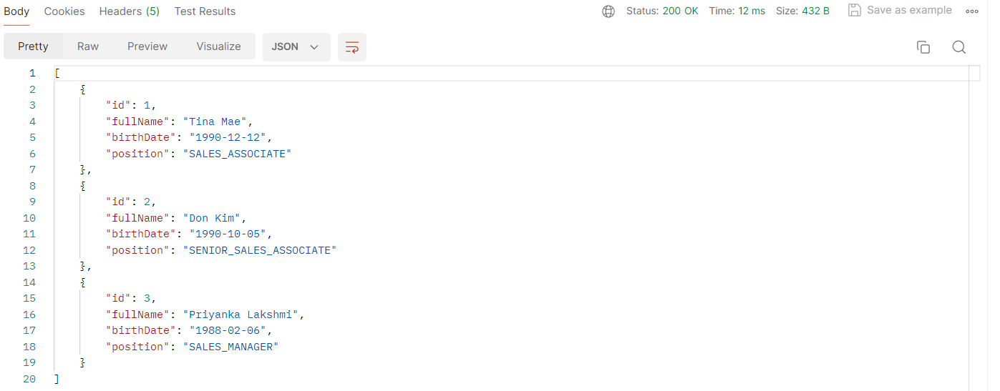 Body Cookies Headers (5) Test Results Status: 200 OK Time: 12 ms Size: 432 B Save as example
Pretty Raw Preview Visualize JSON
1 [
2 {
3 "id": 1,
4 "fullName": "Tina Mae",
5 "birthDate": "1990-12-12",
6 "position": "SALES_ASSOCIATE"
7 },
8 {
9 "id": 2,
10 "fullName": "Don Kim",
11 "birthDate": "1990-10-05",
12 "position": "SENIOR_SALES_ASSOCIATE"
13 },
14 {
15 "id": 3,
16 "fullName": "Priyanka Lakshmi",
17 "birthDate": "1988-02-06",
18 "position": "SALES_MANAGER"
19 }
20 ]